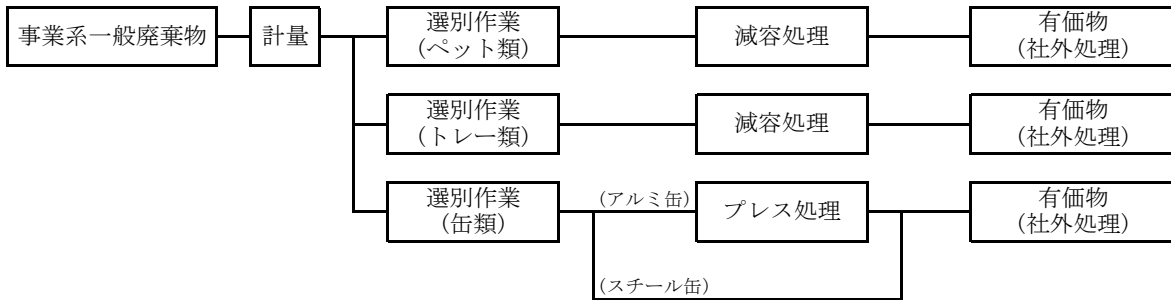 事業系一般廃棄物
計量
選別作業
(ペット類)
減容処理
有価物
(社外処理)
選別作業
(トレー類)
減容処理
有価物
(社外処理)
選別作業
(缶類)
(アルミ缶)
プレス処理
有価物
(社外処理)
(スチール缶)